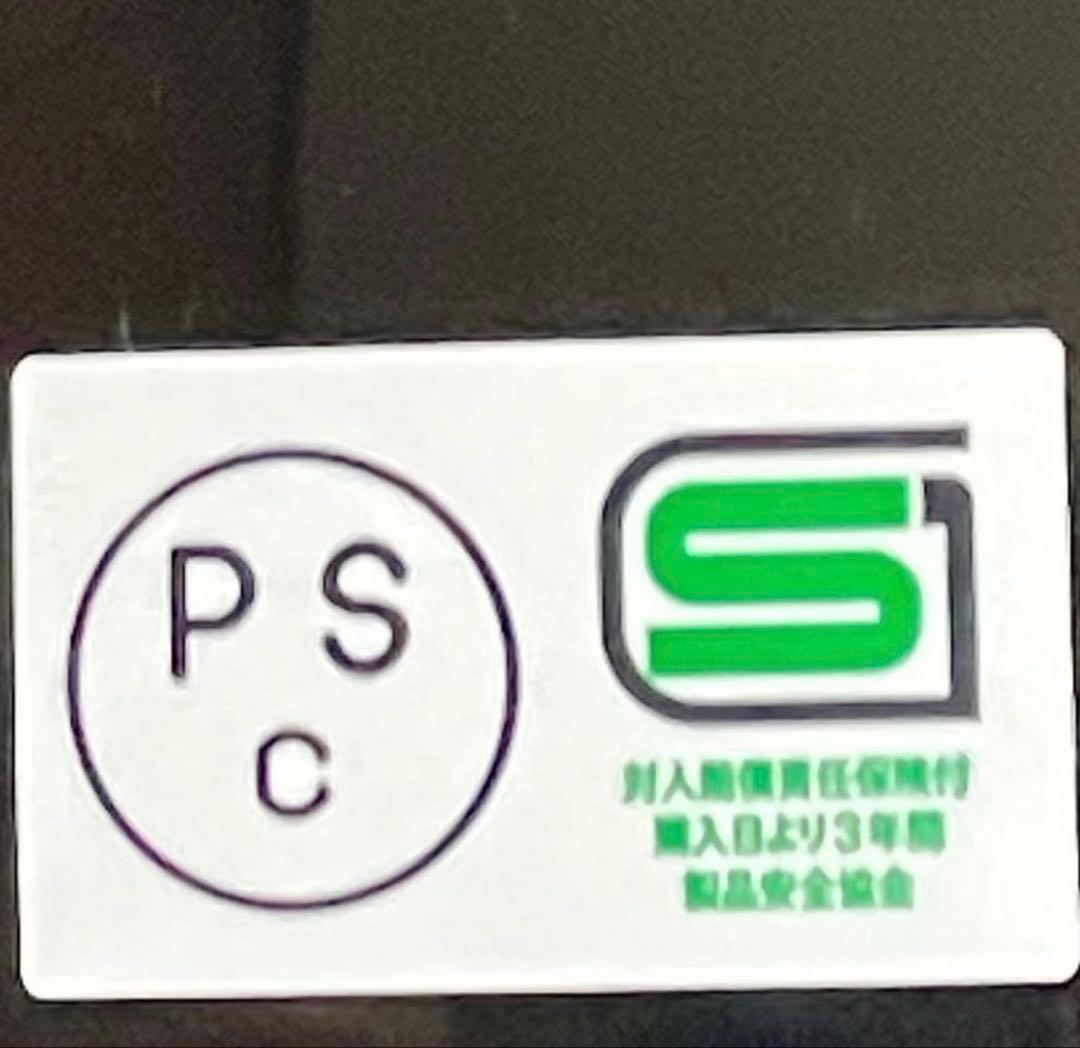 P S
C
SG
対人賠償責任保険付
購入日より3年間
製品安全協会